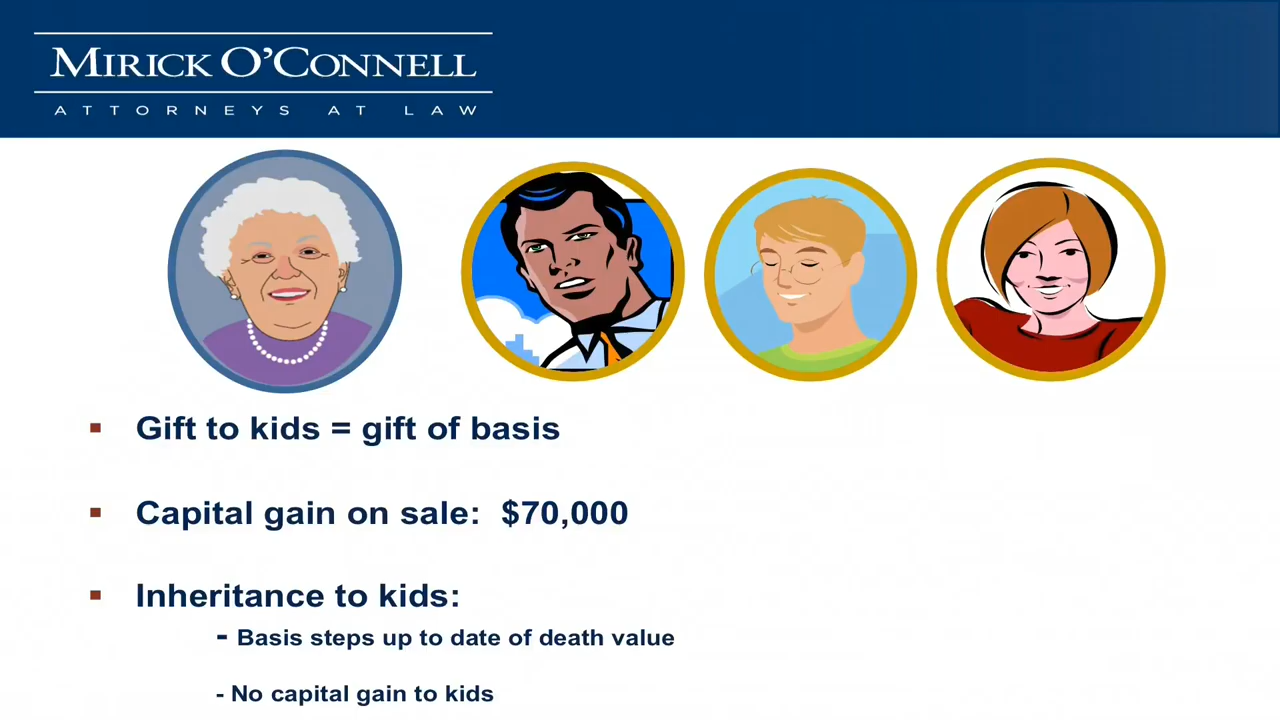 MIRICK O'CONNELL
ATTORNEYS AT LAW
▪ Gift to kids = gift of basis
▪ Capital gain on sale: $70,000
▪ Inheritance to kids:
- Basis steps up to date of death value
- No capital gain to kids